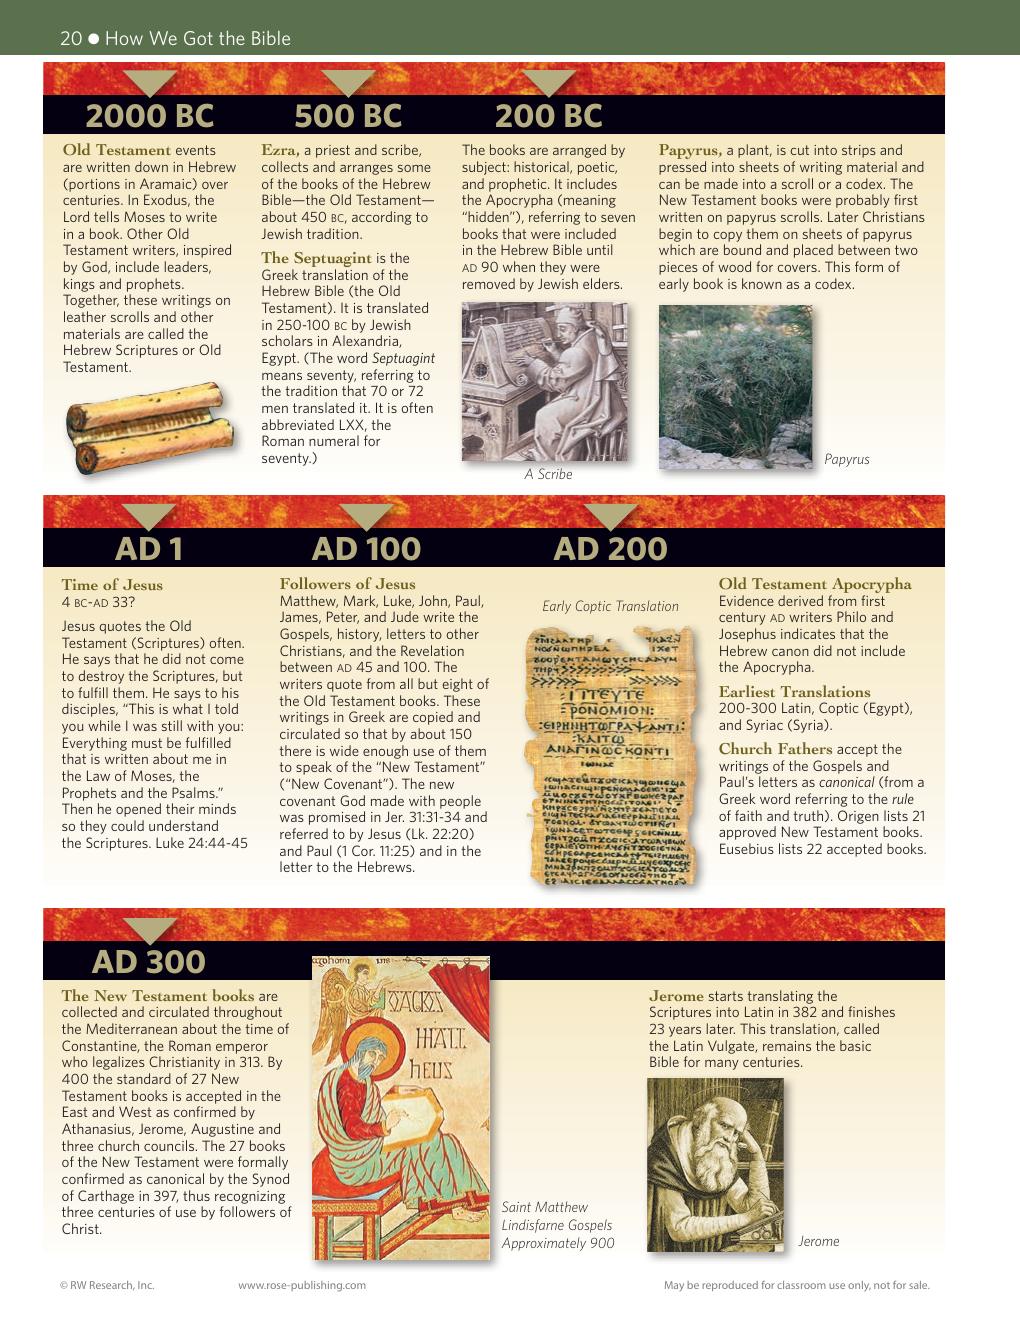 20 ● How We Got the Bible
2000 BC
500 BC
200 BC
Old Testament events
are written down in Hebrew
(portions in Aramaic) over
centuries. In Exodus, the
Lord tells Moses to write
in a book. Other Old
Testament writers, inspired
by God, include leaders,
kings and prophets.
Together, these writings on
leather scrolls and other
materials are called the
Hebrew Scriptures or Old
Testament.
Ezra, a priest and scribe,
collects and arranges some
of the books of the Hebrew
Bible—the Old Testament—
about 450 BC, according to
Jewish tradition.
The Septuagint is the
Greek translation of the
Hebrew Bible (the Old
Testament). It is translated
in 250-100 BC by Jewish
scholars in Alexandria,
Egypt. (The word Septuagint
means seventy, referring to
the tradition that 70 or 72
men translated it. It is often
abbreviated LXX, the
Roman numeral for
seventy.)
The books are arranged by
subject: historical, poetic,
and prophetic. It includes
the Apocrypha (meaning
“hidden”), referring to seven
books that were included
in the Hebrew Bible until
AD 90 when they were
removed by Jewish elders.
A Scribe
Papyrus, a plant, is cut into strips and
pressed into sheets of writing material and
can be made into a scroll or a codex. The
New Testament books were probably first
written on papyrus scrolls. Later Christians
begin to copy them on sheets of papyrus
which are bound and placed between two
pieces of wood for covers. This form of
early book is known as a codex.
Papyrus
AD 1
AD 100
AD 200
Time of Jesus
4 BC-AD 33?
Jesus quotes the Old
Testament (Scriptures) often.
He says that he did not come
to destroy the Scriptures, but
to fulfill them. He says to his
disciples, “This is what I told
you while I was still with you:
Everything must be fulfilled
that is written about me in
the Law of Moses, the
Prophets and the Psalms.”
Then he opened their minds
so they could understand
the Scriptures. Luke 24:44-45
Followers of Jesus
Matthew, Mark, Luke, John, Paul,
James, Peter, and Jude write the
Gospels, history, letters to other
Christians, and the Revelation
between AD 45 and 100. The
writers quote from all but eight of
the Old Testament books. These
writings in Greek are copied and
circulated so that by about 150
there is wide enough use of them
to speak of the “New Testament”
(“New Covenant”). The new
covenant God made with people
was promised in Jer. 31:31-34 and
referred to by Jesus (Lk. 22:20)
and Paul (1 Cor. 11:25) and in the
letter to the Hebrews.
Early Coptic Translation
Old Testament Apocrypha
Evidence derived from first
century AD writers Philo and
Josephus indicates that the
Hebrew canon did not include
the Apocrypha.
Earliest Translations
200-300 Latin, Coptic (Egypt),
and Syriac (Syria).
Church Fathers accept the
writings of the Gospels and
Paul's letters as canonical (from a
Greek word referring to the rule
of faith and truth). Origen lists 21
approved New Testament books.
Eusebius lists 22 accepted books.
AD 300
The New Testament books are
collected and circulated throughout
the Mediterranean about the time of
Constantine, the Roman emperor
who legalizes Christianity in 313. By
400 the standard of 27 New
Testament books is accepted in the
East and West as confirmed by
Athanasius, Jerome, Augustine and
three church councils. The 27 books
of the New Testament were formally
confirmed as canonical by the Synod
of Carthage in 397, thus recognizing
three centuries of use by followers of
Christ.
Saint Matthew
Lindisfarne Gospels
Approximately 900
Jerome starts translating the
Scriptures into Latin in 382 and finishes
23 years later. This translation, called
the Latin Vulgate, remains the basic
Bible for many centuries.
Jerome
© RW Research, Inc.
www.rose-publishing.com
May be reproduced for classroom use only, not for sale.